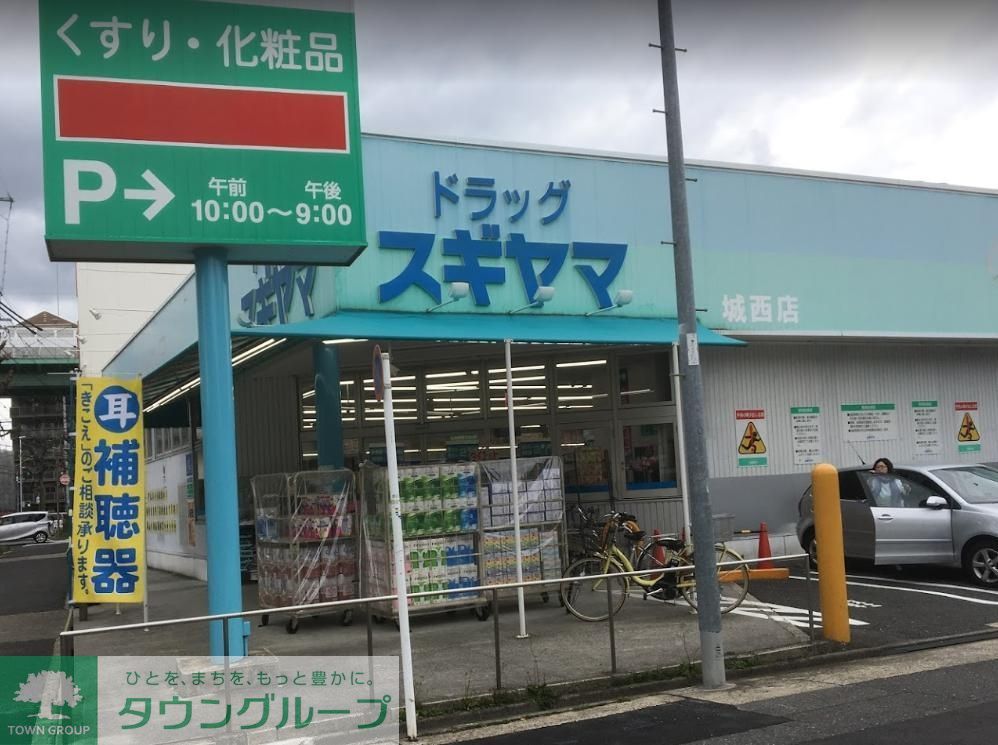 くすり・化粧品
P→
午前 午後
10:00～9:00
ドラッグ
スギヤマ
スギヤマ
城西店
耳
補聴器
「きこえ」のご相談承ります。
ひとを、まちを、もっと豊かに。
タウングループ
TOWN GROUP